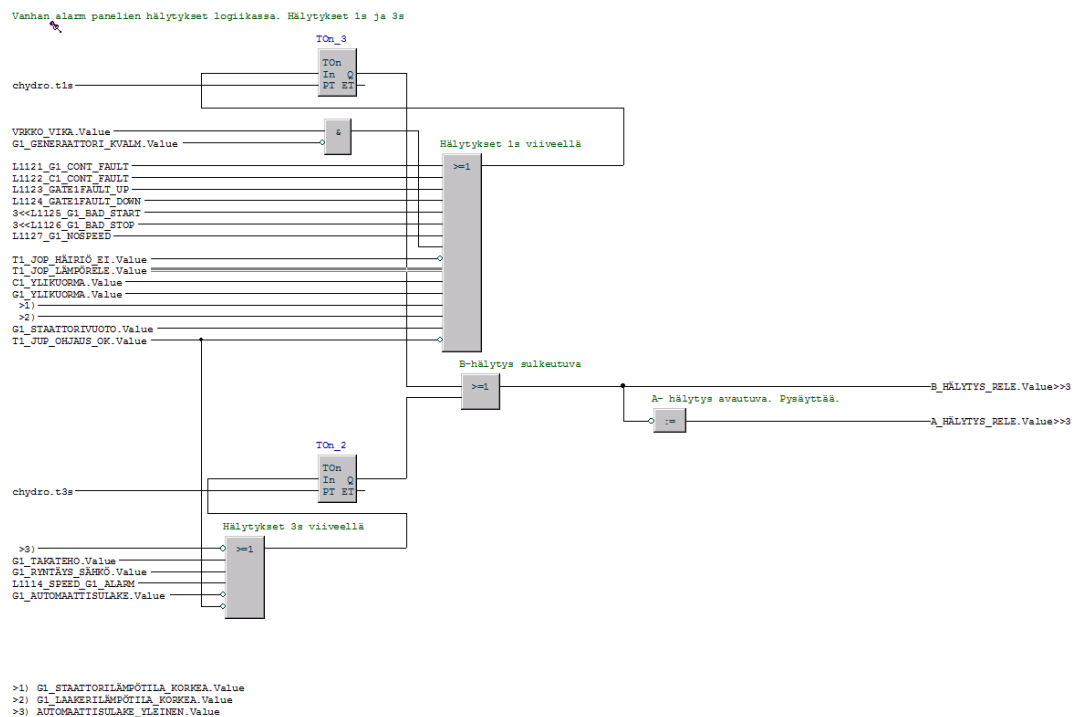 Vanhan alarm panelien hälytykset logiikassa. Hälytykset 1s ja 3s
TOn_3
TOn
In Q
PT ET
chydro.t1s
VRKKO_VIKA.Value
&
G1_GENERAATTORI_KVALM.Value
Hälytykset 1s viiveellä
>=1
L1121_G1_CONT_FAULT
L1122_C1_CONT_FAULT
L1123_GATE1FAULT_UP
L1124_GATE1FAULT_DOWN
3<<L1125_G1_BAD_START
3<<L1126_G1_BAD_STOP
L1127_G1_NOSPEED
T1_JOP_HÄIRIÖ_EI.Value
T1_JOP_LÄMPÖRELE.Value
C1_YLIKUORMA.Value
G1_YLIKUORMA.Value
>1)
>2)
G1_STAATTORIVUOTO.Value
T1_JUP_OHJAUS_OK.Value
B-hälytys sulkeutuva
>=1
B_HÄLYTYS_RELE.Value>>3
A- hälytys avautuva. Pysäyttää.
:=
A_HÄLYTYS_RELE.Value>>3
TOn_2
TOn
In Q
PT ET
chydro.t3s
Hälytykset 3s viiveellä
>=1
>3)
G1_TAKATEHO.Value
G1_RYNTÄYS_SÄHKÖ.Value
L1114_SPEED_G1_ALARM
G1_AUTOMAATTISULAKE.Value
>1) G1_STAATTORILÄMPÖTILA_KORKEA.Value
>2) G1_LAAKERILÄMPÖTILA_KORKEA.Value
>3) AUTOMAATTISULAKE_YLEINEN.Value